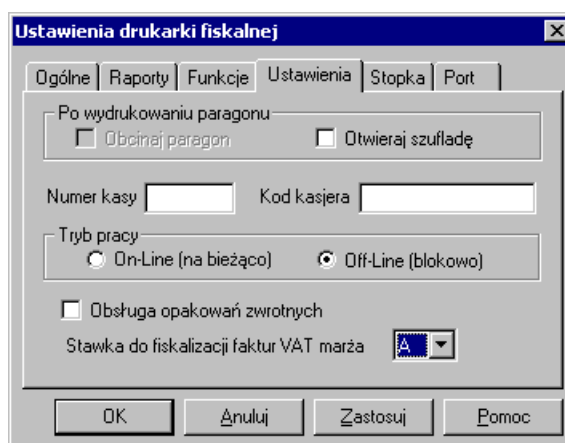 Ustawienia drukarki fiskalnej
Ogólne Raporty Funkcje Ustawienia Stopka Port
Po wydrukowaniu paragonu
Obcinaj paragon Otwieraj szufladę
Numer kasy Kod kasjera
Tryb pracy
On-Line (na bieżąco) Off-Line (blokowo)
Obsługa opakowań zwrotnych
Stawka do fiskalizacji faktur VAT marża A
OK Anuluj Zastosuj Pomoc